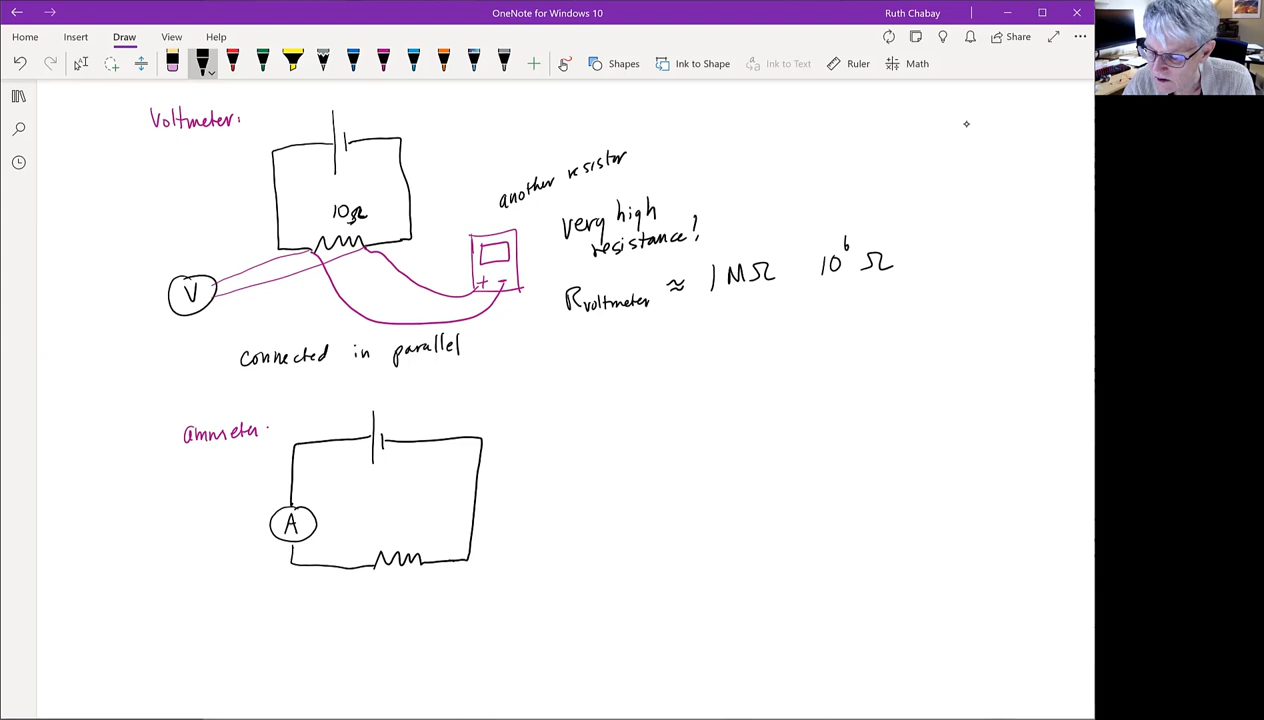 OneNote for Windows 10
Ruth Chabay
Home Insert Draw View Help
Share
Shapes
Ink to Shape
Ink to Text
Ruler
Math
Voltmeter:
10Ω
another resistor
very high
resistance!
V
+ -
Rvoltmeter ≈ 1 MΩ 10⁶ Ω
connected in parallel
ammeter.
A